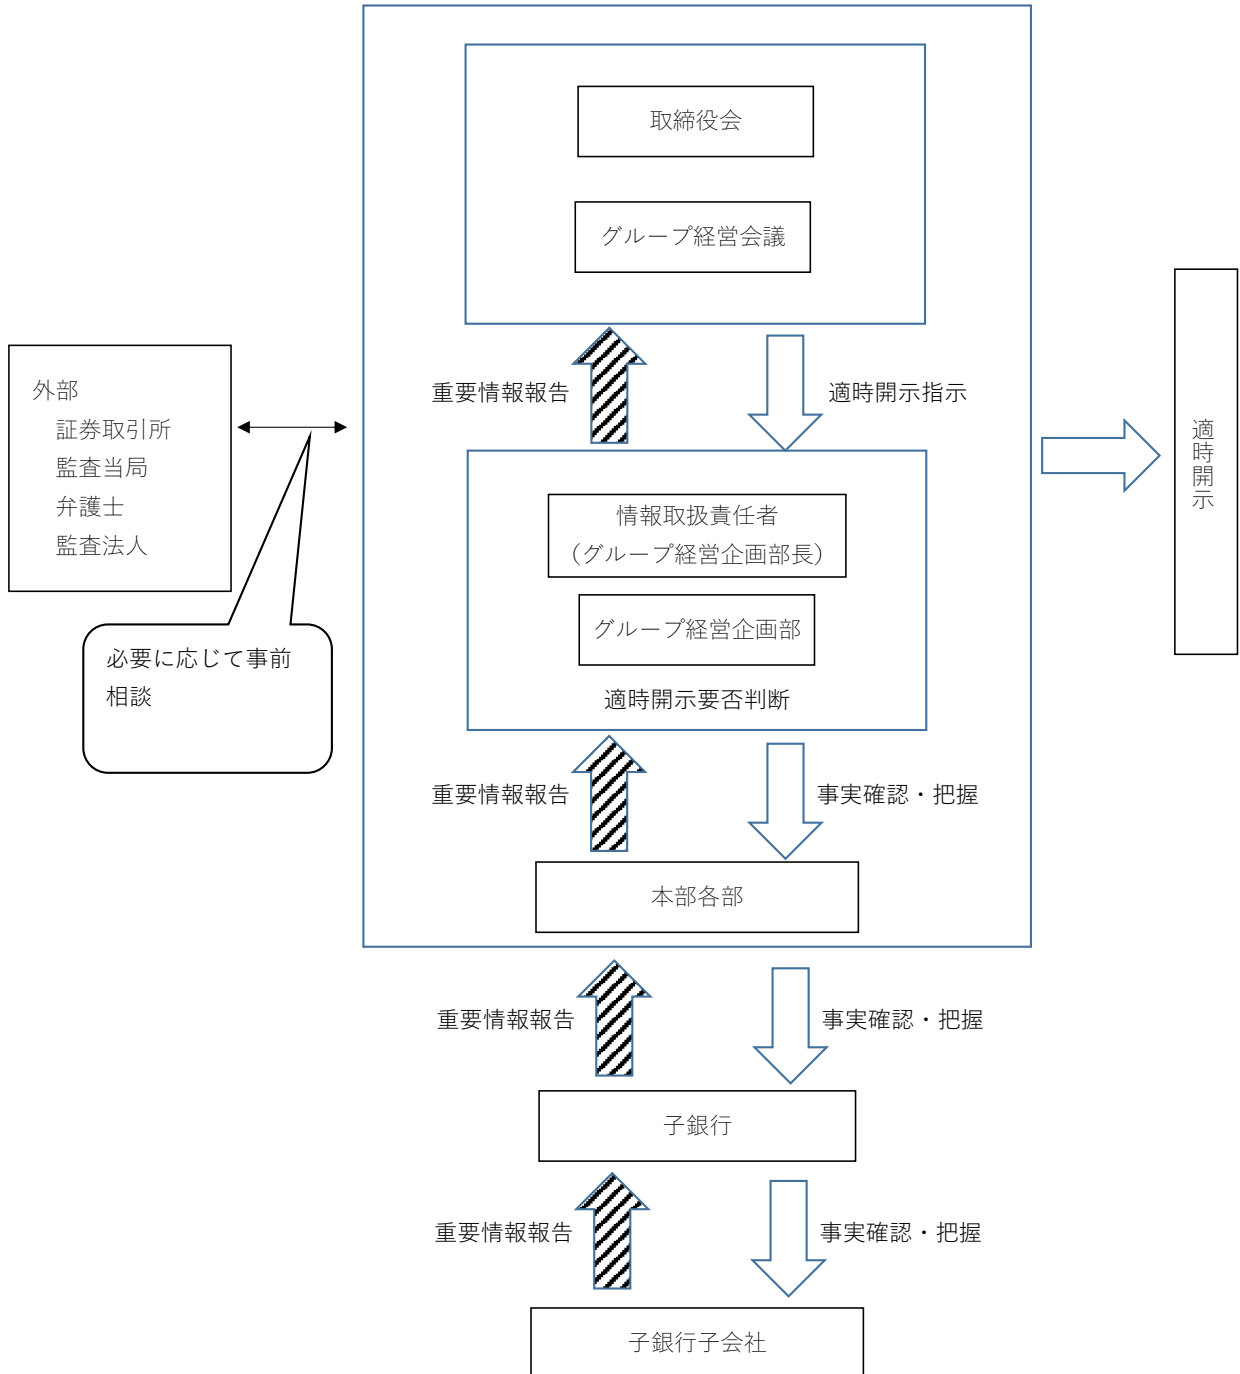 取締役会
グループ経営会議
重要情報報告
適時開示指示
外部
証券取引所
監査当局
弁護士
監査法人
必要に応じて事前
相談
情報取扱責任者
（グループ経営企画部長）
グループ経営企画部
適時開示要否判断
適時開示
重要情報報告
事実確認・把握
本部各部
重要情報報告
事実確認・把握
子銀行
重要情報報告
事実確認・把握
子銀行子会社